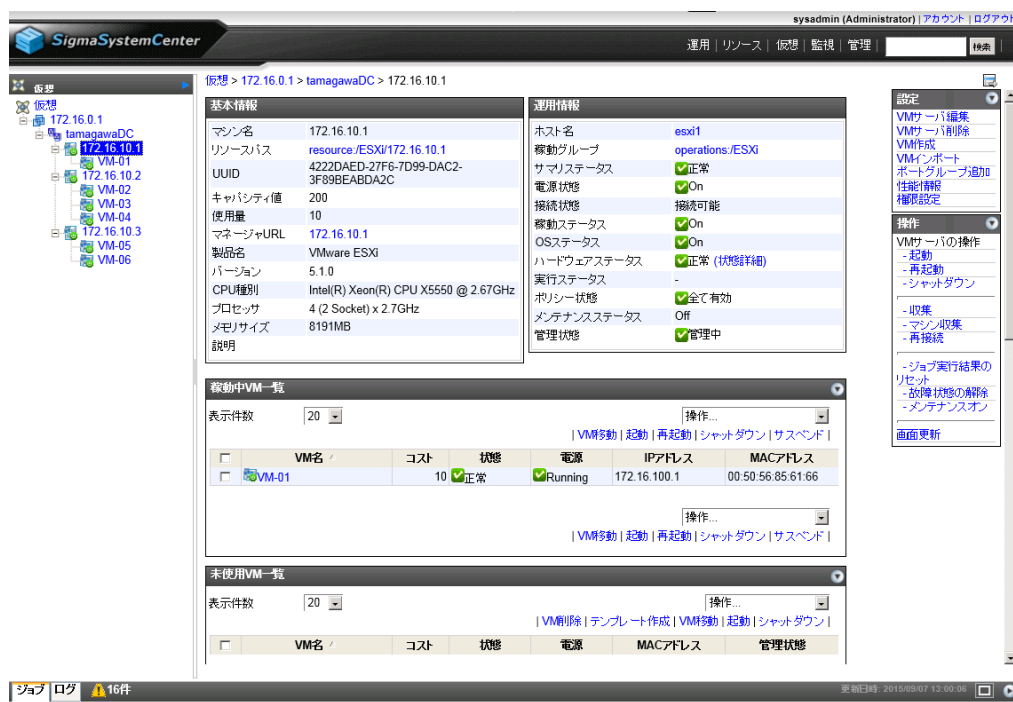 sysadmin (Administrator) | アカウント | ログアウト
SigmaSystemCenter
運用 | リソース | 仮想 | 監視 | 管理 | 検索
仮想
仮想
172.16.0.1
tamagawaDC
172.16.10.1
VM-01
172.16.10.2
VM-02
VM-03
VM-04
172.16.10.3
VM-05
VM-06
仮想 > 172.16.0.1 > tamagawaDC > 172.16.10.1
基本情報
マシン名 172.16.10.1
リソースパス resource:/ESXi/172.16.10.1
UUID 4222DAED-27F6-7D99-DAC2-
3F89BEABDA2C
キャパシティ値 200
使用量 10
マネージャURL 172.16.10.1
製品名 VMware ESXi
バージョン 5.1.0
CPU種別 Intel(R) Xeon(R) CPU X5550 @ 2.67GHz
プロセッサ 4 (2 Socket) x 2.7GHz
メモリサイズ 8191MB
説明
運用情報
ホスト名 esxi1
稼動グループ operations:/ESXi
サマリステータス 正常
電源状態 On
接続状態 接続可能
稼動ステータス On
OSステータス On
ハードウェアステータス 正常 (状態詳細)
実行ステータス -
ポリシー状態 全て有効
メンテナンスステータス Off
管理状態 管理中
稼動中VM一覧
表示件数 20 操作...
| VM移動 | 起動 | 再起動 | シャットダウン | サスペンド |
VM名 コスト 状態 電源 IPアドレス MACアドレス
VM-01 10 正常 Running 172.16.100.1 00:50:56:85:61:66
操作...
| VM移動 | 起動 | 再起動 | シャットダウン | サスペンド |
未使用VM一覧
表示件数 20 操作...
| VM削除 | テンプレート作成 | VM移動 | 起動 | シャットダウン |
VM名 コスト 状態 電源 MACアドレス 管理状態
設定
VMサーバ編集
VMサーバ削除
VM作成
VMインポート
ポートグループ追加
性能情報
権限設定
操作
VMサーバの操作
- 起動
- 再起動
- シャットダウン
- 収集
- マシン収集
- 再接続
- ジョブ実行結果の
リセット
- 故障状態の解除
- メンテナンスオン
画面更新
ジョブ ログ 16件 更新日時: 2015/09/07 13:00:06